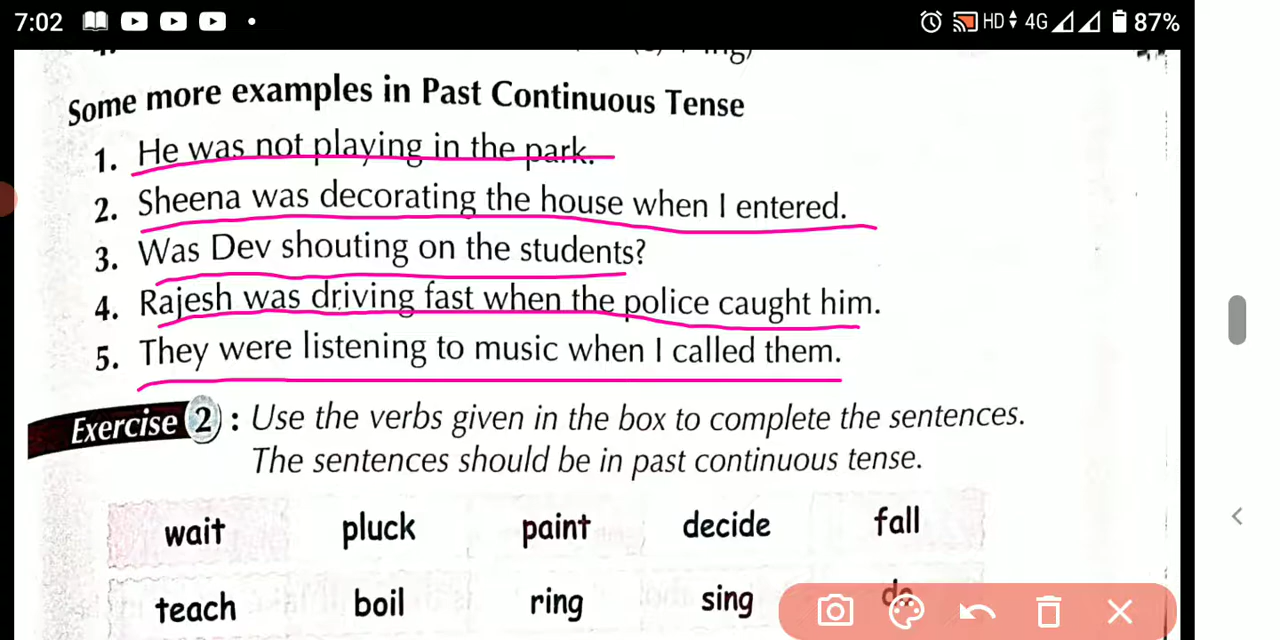 7:02
HD 4G 87%
Some more examples in Past Continuous Tense
1. He was not playing in the park.
2. Sheena was decorating the house when I entered.
3. Was Dev shouting on the students?
4. Rajesh was driving fast when the police caught him.
5. They were listening to music when I called them.
Exercise 2 : Use the verbs given in the box to complete the sentences.
The sentences should be in past continuous tense.
wait pluck paint decide fall
teach boil ring sing